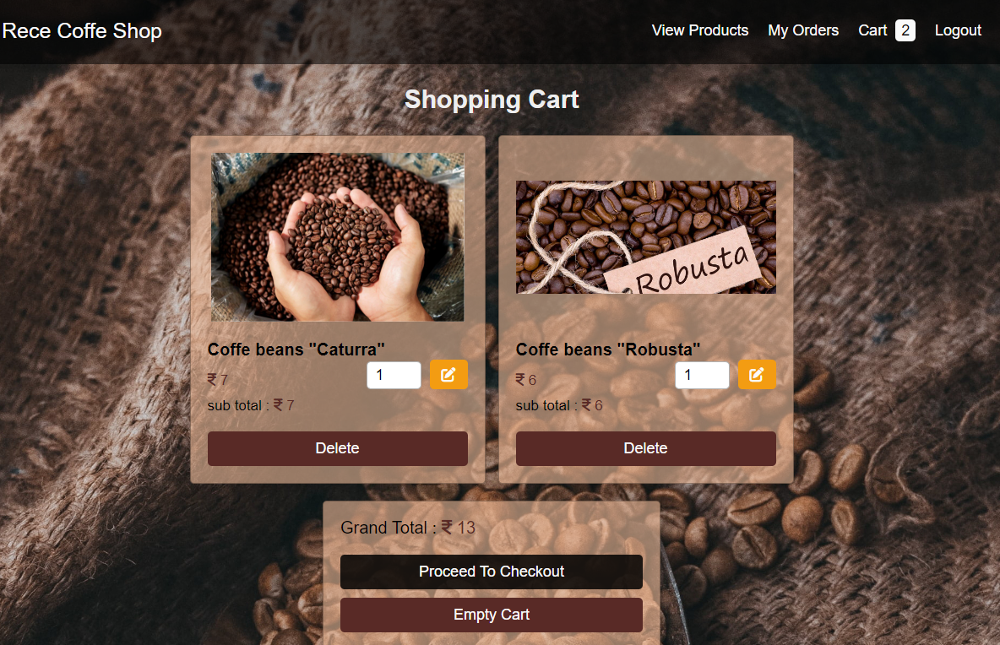 Rece Coffe Shop
View Products My Orders Cart 2 Logout
Shopping Cart
Robusta
Coffe beans "Caturra"
₹ 7
1
sub total : ₹ 7
Delete
Coffe beans "Robusta"
₹ 6
1
sub total : ₹ 6
Delete
Grand Total : ₹ 13
Proceed To Checkout
Empty Cart